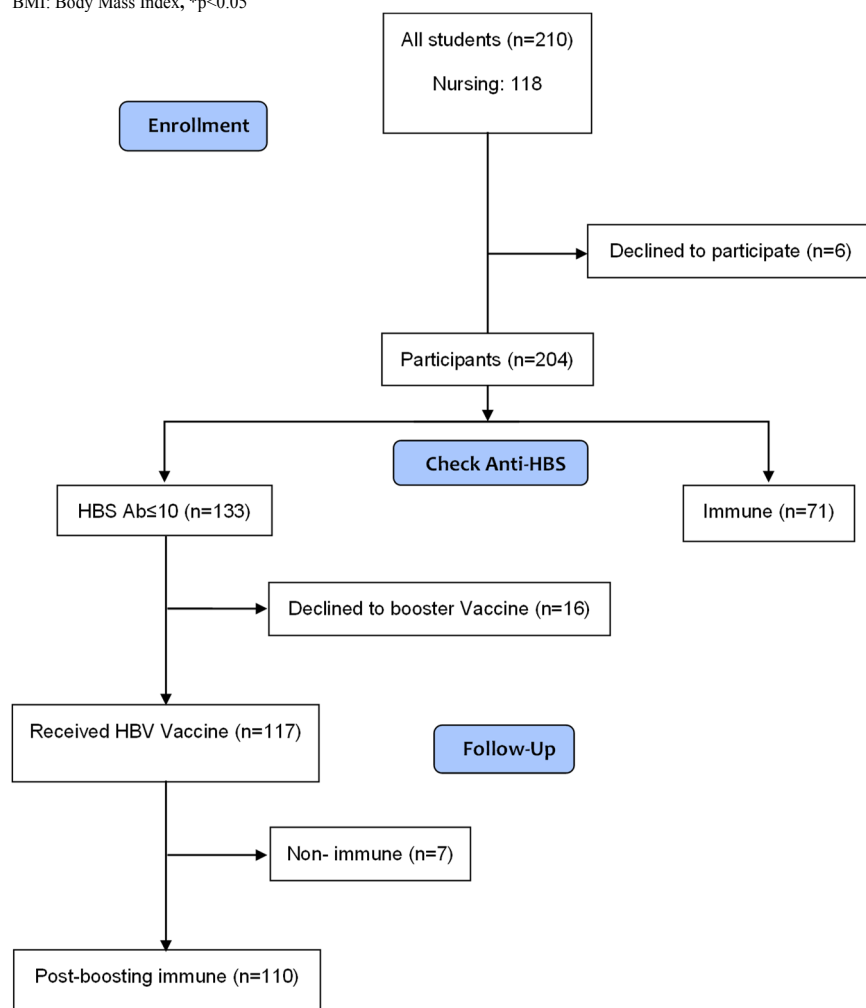 BMI: Body Mass Index, *p<0.05
All students (n=210)
Nursing: 118
Enrollment
Declined to participate (n=6)
Participants (n=204)
Check Anti-HBS
HBS Ab≤10 (n=133)
Immune (n=71)
Declined to booster Vaccine (n=16)
Received HBV Vaccine (n=117)
Follow-Up
Non- immune (n=7)
Post-boosting immune (n=110)